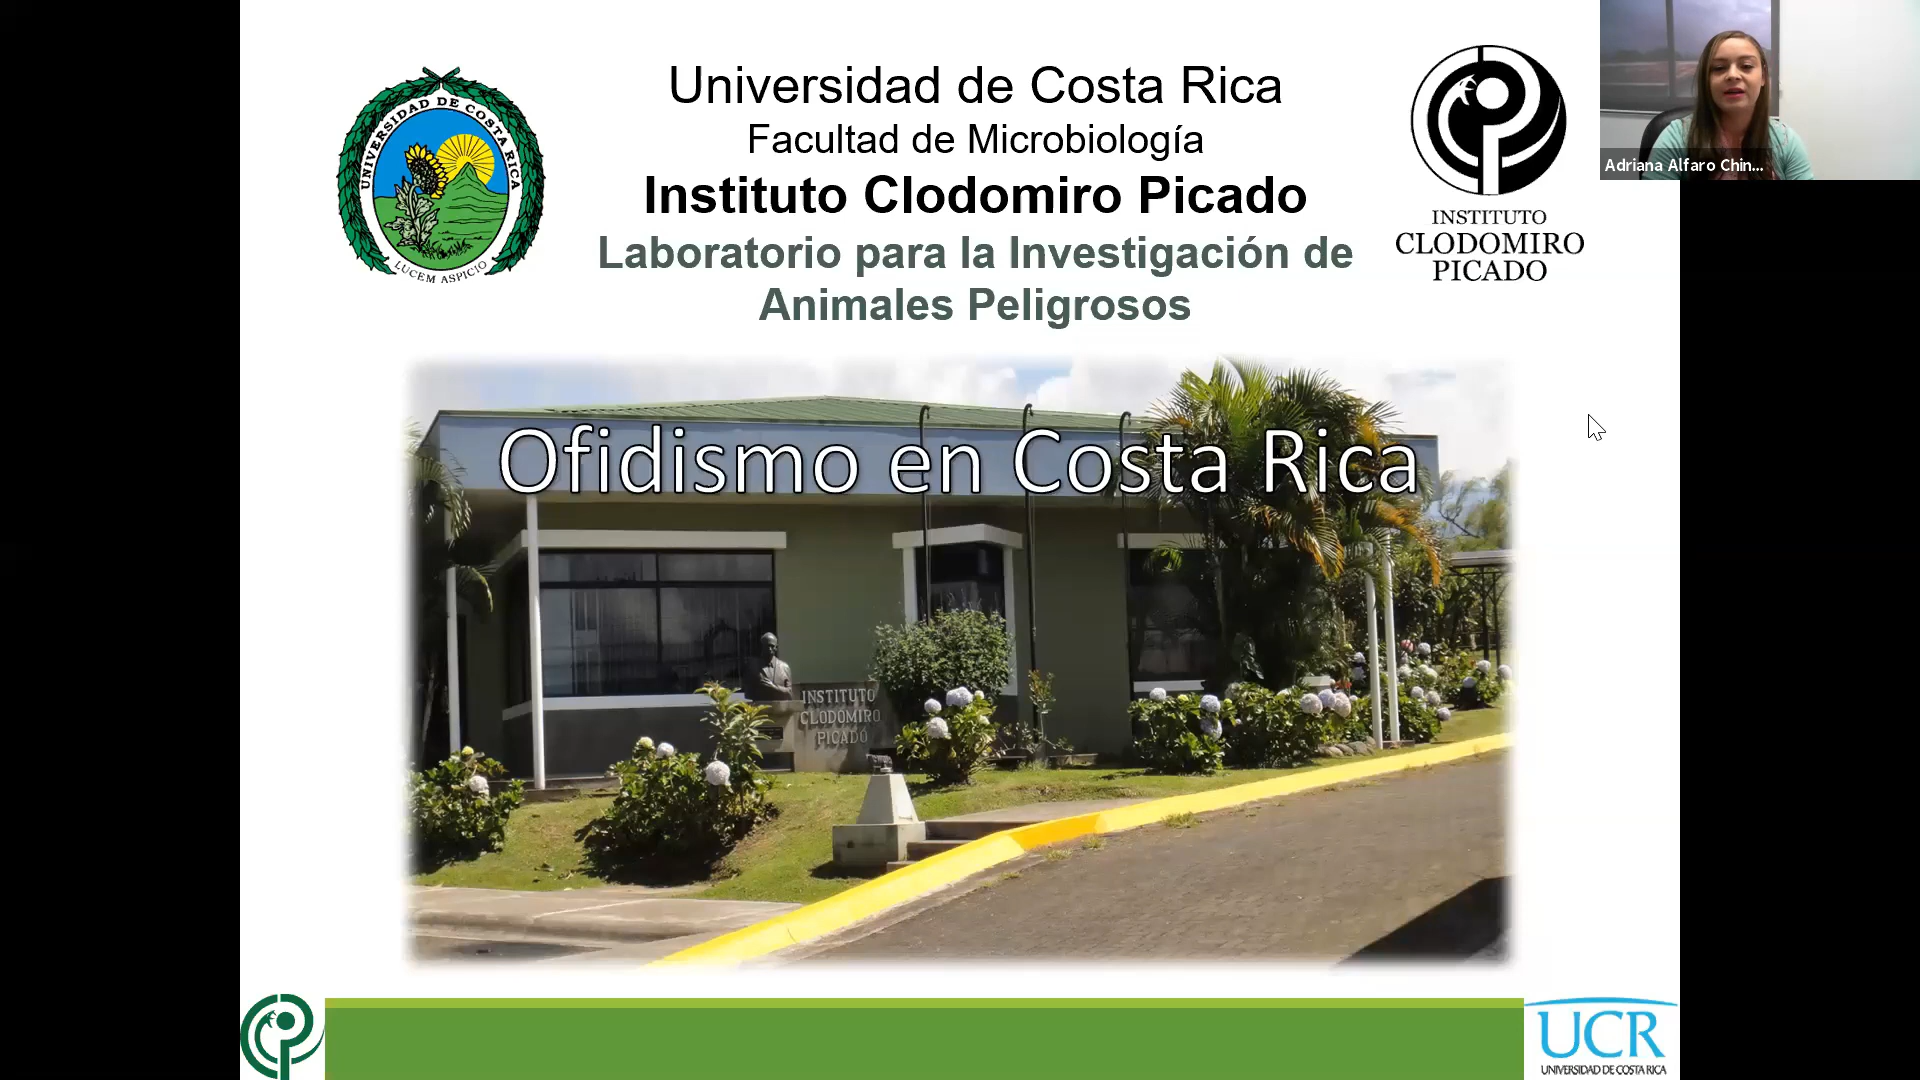 Universidad de Costa Rica
Facultad de Microbiología
Instituto Clodomiro Picado
Laboratorio para la Investigación de
Animales Peligrosos
UNIVERSIDAD DE COSTA RICA
LUCEM ASPICIO
INSTITUTO
CLODOMIRO
PICADO
Adriana Alfaro Chin...
Ofidismo en Costa Rica
INSTITUTO
CLODOMIRO
PICADO
UCR
UNIVERSIDAD DE COSTA RICA